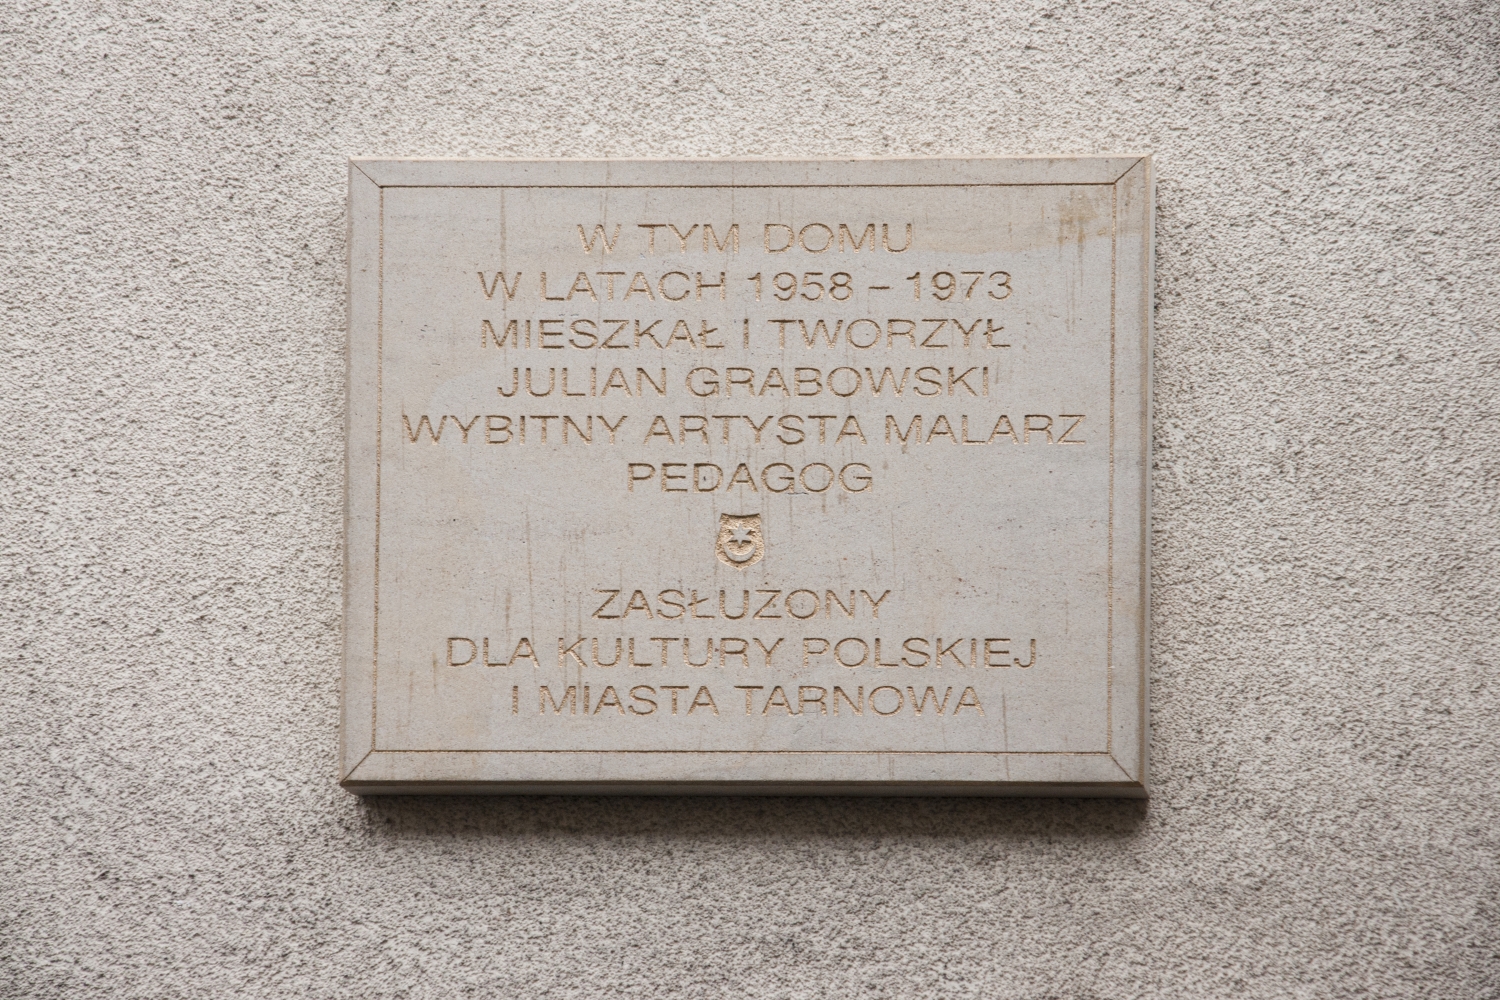 W TYM DOMU
W LATACH 1958 – 1973
MIESZKAŁ I TWORZYŁ
JULIAN GRABOWSKI
WYBITNY ARTYSTA MALARZ
PEDAGOG
ZASŁUŻONY
DLA KULTURY POLSKIEJ
I MIASTA TARNOWA